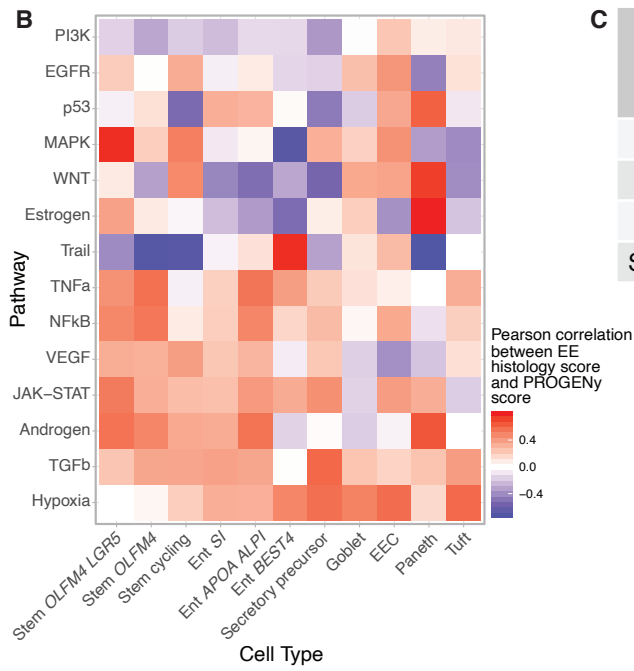 B
C
PI3K
EGFR
p53
MAPK
WNT
Estrogen
Trail
TNFa
NFkB
VEGF
JAK−STAT
Androgen
TGFb
Hypoxia
Pathway
Stem OLFM4 LGR5
Stem OLFM4
Stem cycling
Ent SI
Ent APOA ALPI
Ent BEST4
Secretory precursor
Goblet
EEC
Paneth
Tuft
Cell Type
Pearson correlation
between EE
histology score
and PROGENy
score
0.4
0.0
−0.4
S